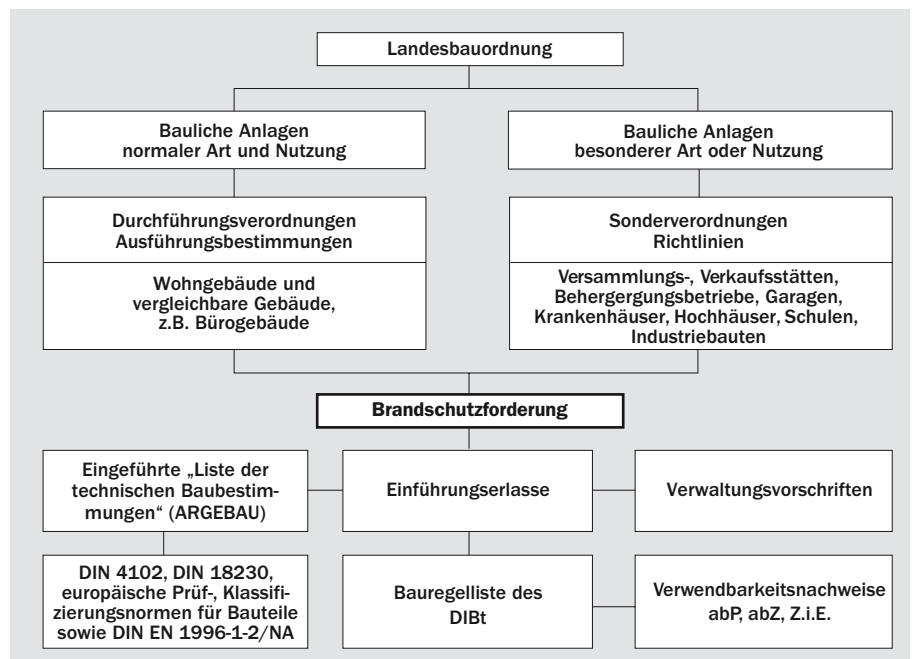 Landesbauordnung
Bauliche Anlagen
normaler Art und Nutzung
Bauliche Anlagen
besonderer Art oder Nutzung
Durchführungsverordnungen
Ausführungsbestimmungen
Sonderverordnungen
Richtlinien
Wohngebäude und
vergleichbare Gebäude,
z.B. Bürogebäude
Versammlungs-, Verkaufsstätten,
Behergergungsbetriebe, Garagen,
Krankenhäuser, Hochhäuser, Schulen,
Industriebauten
Brandschutzforderung
Eingeführte „Liste der
technischen Baubestim-
mungen“ (ARGEBAU)
Einführungserlasse
Verwaltungsvorschriften
DIN 4102, DIN 18230,
europäische Prüf-, Klassifi-
zierungsnormen für Bauteile
sowie DIN EN 1996-1-2/NA
Bauregelliste des
DIBt
Verwendbarkeitsnachweise
abP, abZ, Z.i.E.